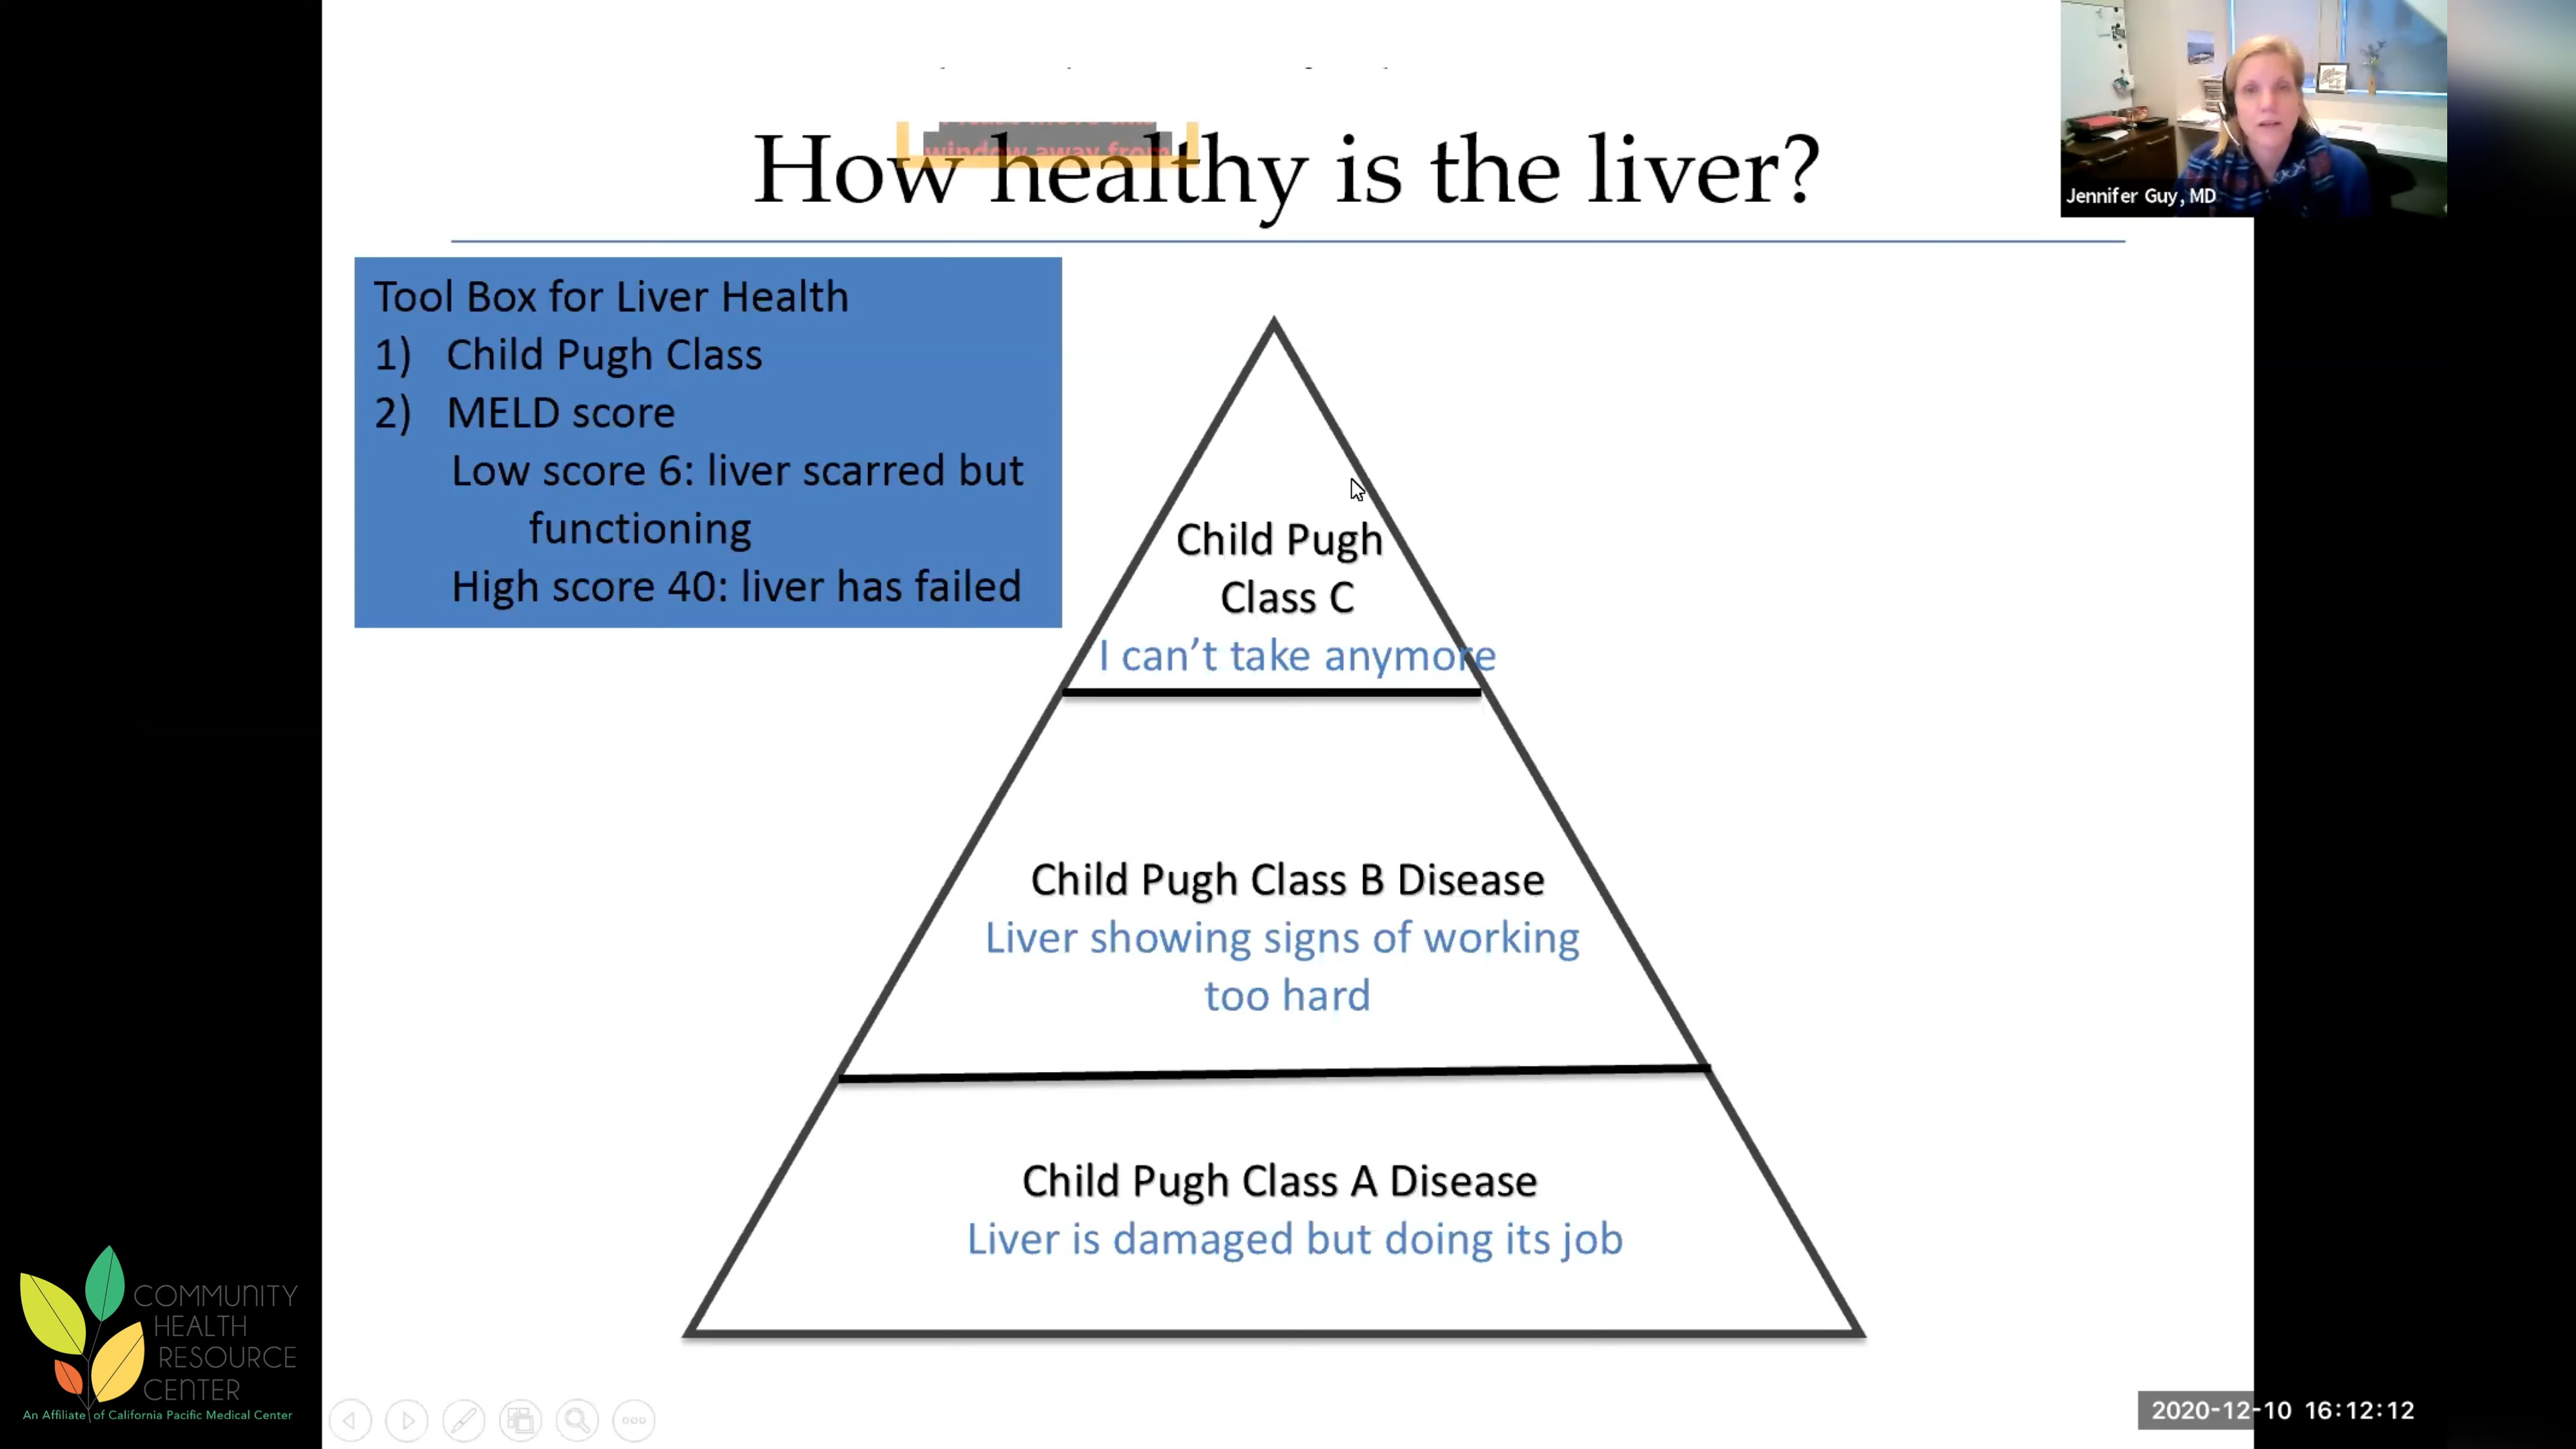 How healthy is the liver?
window away from
Jennifer Guy, MD
Tool Box for Liver Health
1) Child Pugh Class
2) MELD score
Low score 6: liver scarred but
functioning
High score 40: liver has failed
Child Pugh
Class C
I can't take anymore
Child Pugh Class B Disease
Liver showing signs of working
too hard
Child Pugh Class A Disease
Liver is damaged but doing its job
COMMUNITY
HEALTH
RESOURCE
CENTER
An Affiliate of California Pacific Medical Center
2020-12-10 16:12:12